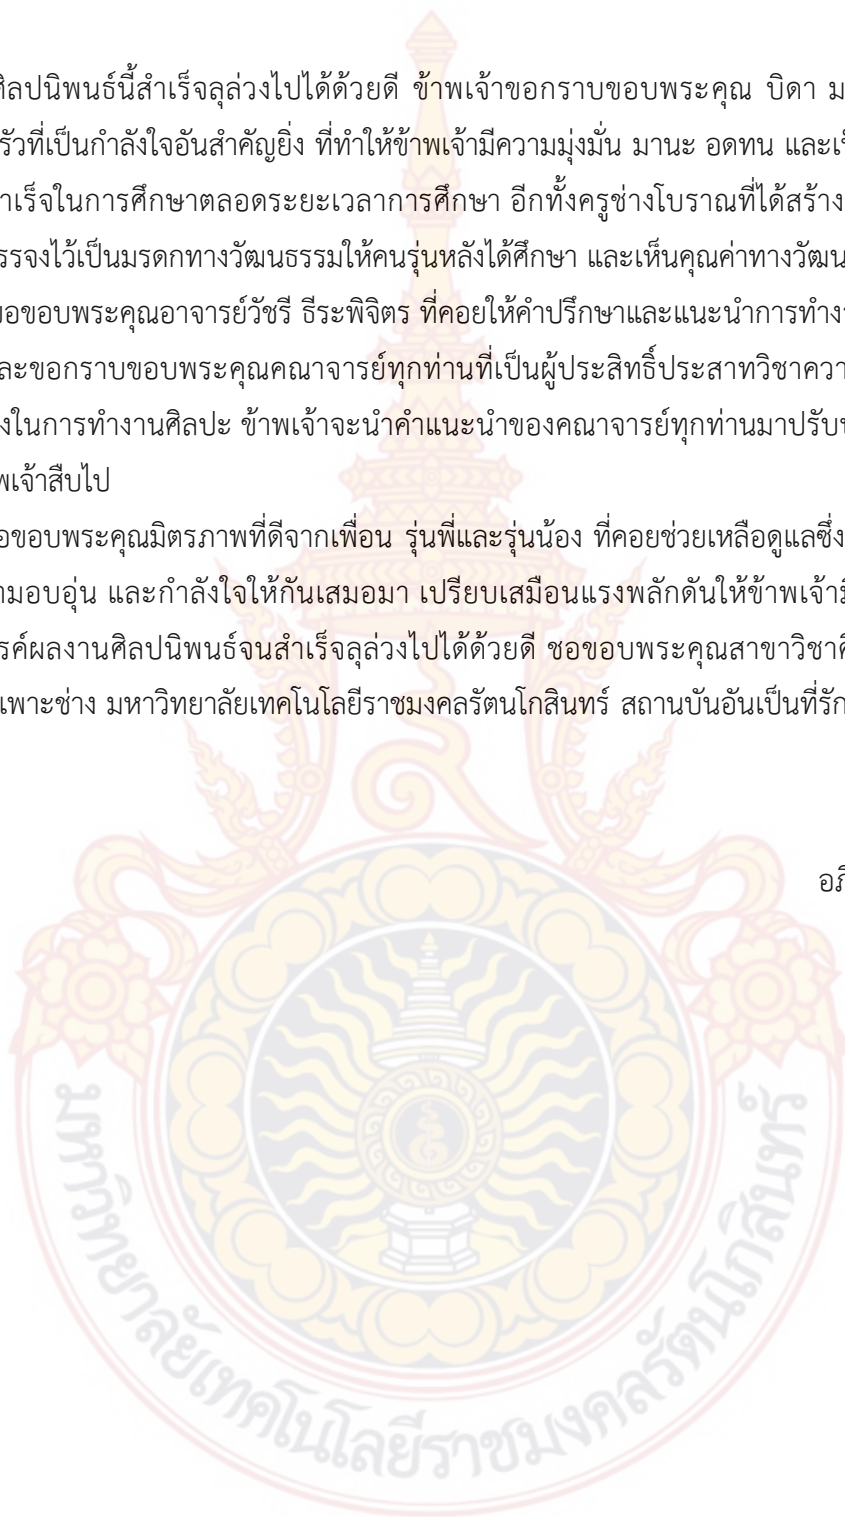 ศิลปนิพนธ์นี้สำเร็จลุล่วงไปได้ด้วยดี ข้าพเจ้าขอกราบขอบพระคุณ บิดา ม
รัวที่เป็นกำลังใจอันสำคัญยิ่ง ที่ทำให้ข้าพเจ้ามีความมุ่งมั่น มานะ อดทน และเป็
าเร็จในการศึกษาตลอดระยะเวลาการศึกษา อีกทั้งครูช่างโบราณที่ได้สร้าง
รรจงไว้เป็นมรดกทางวัฒนธรรมให้คนรุ่นหลังได้ศึกษา และเห็นคุณค่าทางวัฒน
ขอขอบพระคุณอาจารย์วัชรี ธีระพิจิตร ที่คอยให้คำปรึกษาและแนะนำการทำงา
ละขอกราบขอบพระคุณคณาจารย์ทุกท่านที่เป็นผู้ประสิทธิ์ประสาทวิชาควา
งในการทำงานศิลปะ ข้าพเจ้าจะนำคำแนะนำของคณาจารย์ทุกท่านมาปรับ
พเจ้าสืบไป
อขอบพระคุณมิตรภาพที่ดีจากเพื่อน รุ่นพี่และรุ่นน้อง ที่คอยช่วยเหลือดูแลซึ่ง
ามอบอุ่น และกำลังใจให้กันเสมอมา เปรียบเสมือนแรงพลักดันให้ข้าพเจ้ามี
รค์ผลงานศิลปนิพนธ์จนสำเร็จลุล่วงไปได้ด้วยดี ชอขอบพระคุณสาขาวิชาศิ
เพาะช่าง มหาวิทยาลัยเทคโนโลยีราชมงคลรัตนโกสินทร์ สถานบันอันเป็นที่รัก
อภิ
มหาวิทยาลัยเทคโนโลยีราชมงคลรัตนโกสินทร์